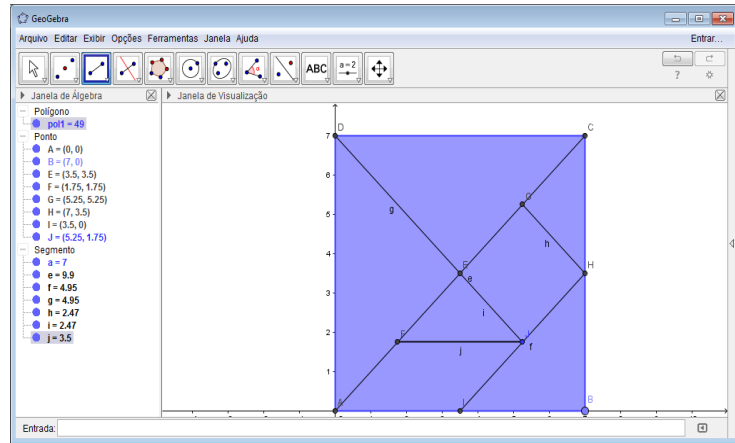 GeoGebra
Arquivo Editar Exibir Opções Ferramentas Janela Ajuda
Entrar...
ABC
a=2
?
Janela de Álgebra
Janela de Visualização
Polígono
pol1 = 49
Ponto
A = (0, 0)
B = (7, 0)
E = (3.5, 3.5)
F = (1.75, 1.75)
G = (5.25, 5.25)
H = (7, 3.5)
I = (3.5, 0)
J = (5.25, 1.75)
Segmento
a = 7
e = 9.9
f = 4.95
g = 4.95
h = 2.47
i = 2.47
j = 3.5
D
C
7
6
G
g
5
h
4
E
H
e
3
i
2
F
J
j
f
1
A
I
B
Entrada: